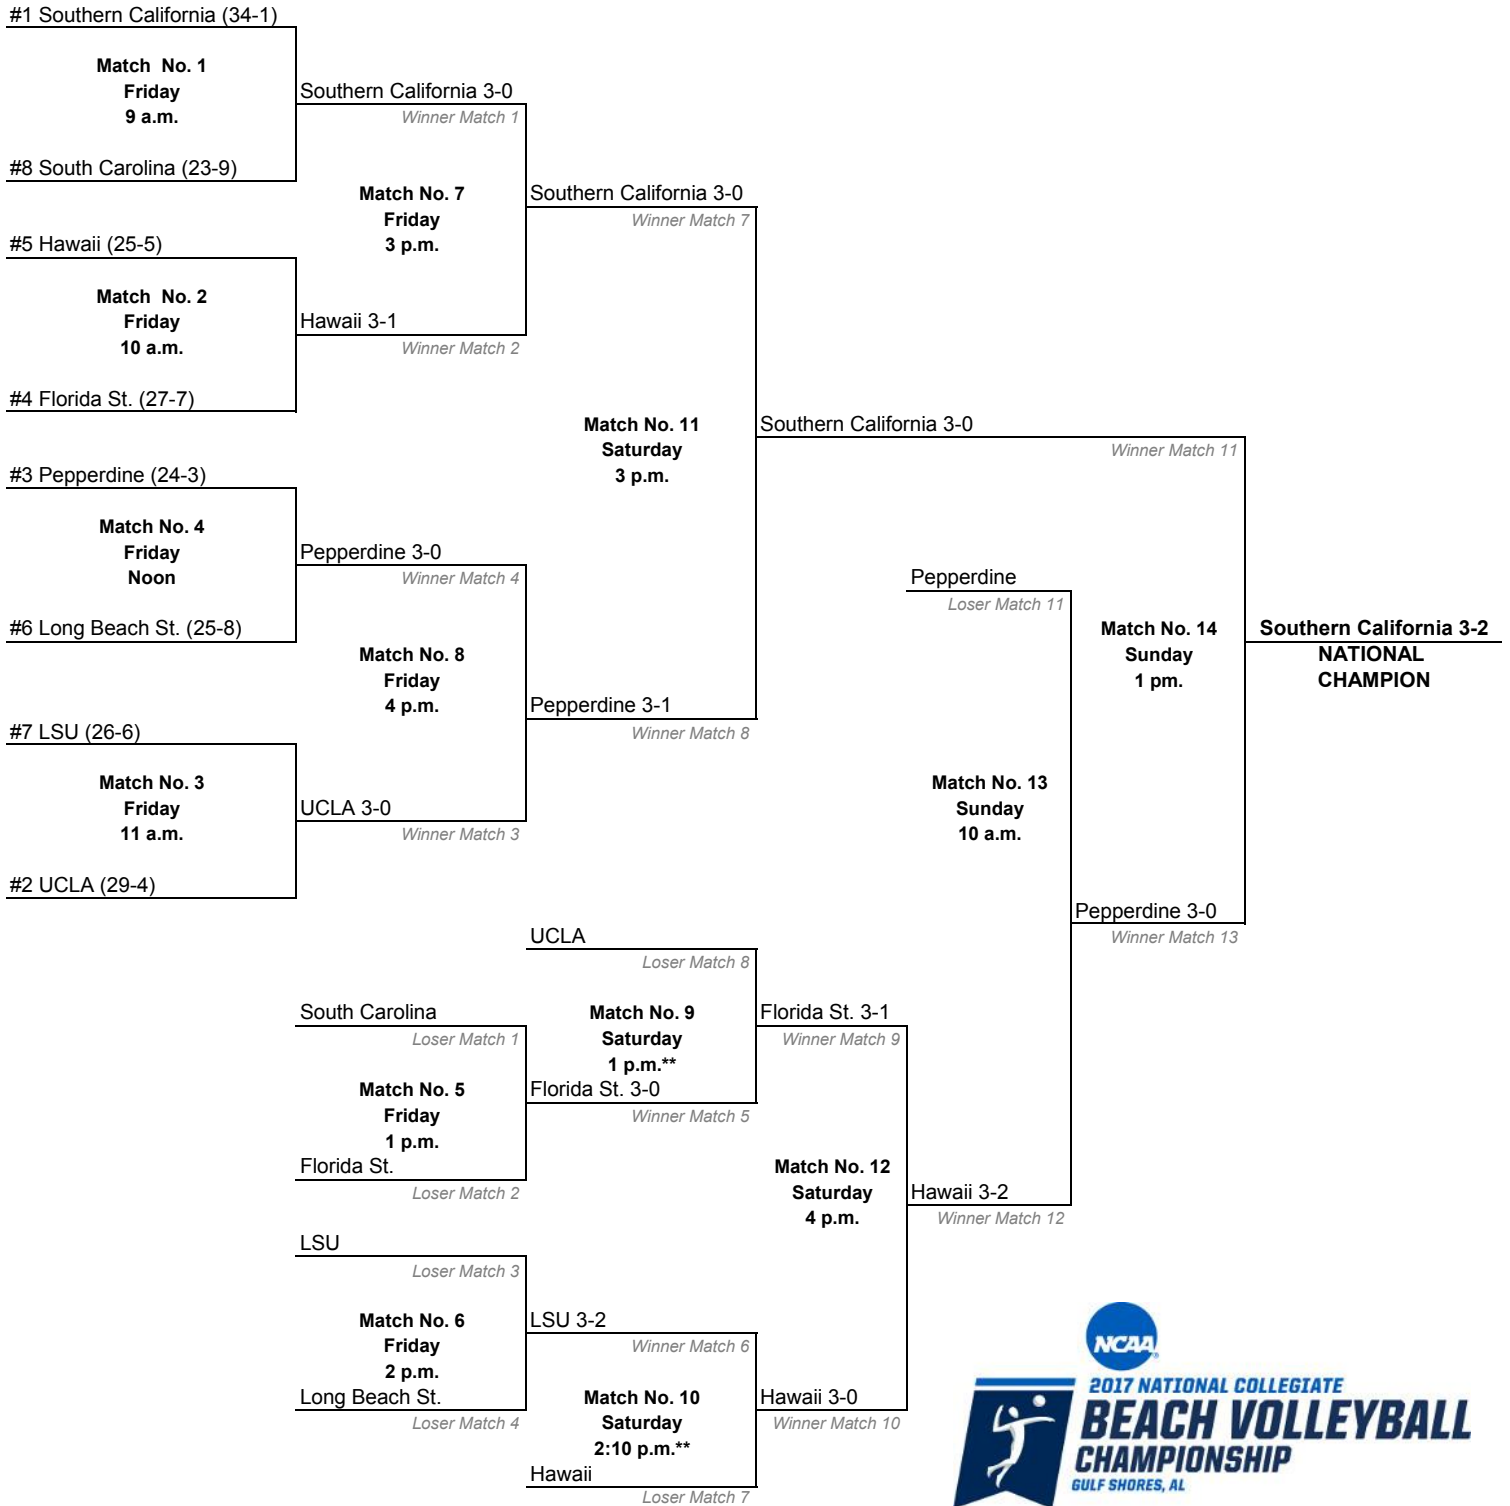 #1 Southern California (34-1)
Match No. 1
Friday
9 a.m.
#8 South Carolina (23-9)
Southern California 3-0
Winner Match 1
#5 Hawaii (25-5)
Match No. 2
Friday
10 a.m.
#4 Florida St. (27-7)
Hawaii 3-1
Winner Match 2
Match No. 7
Friday
3 p.m.
Southern California 3-0
Winner Match 7
#3 Pepperdine (24-3)
Match No. 4
Friday
Noon
#6 Long Beach St. (25-8)
Pepperdine 3-0
Winner Match 4
#7 LSU (26-6)
Match No. 3
Friday
11 a.m.
#2 UCLA (29-4)
UCLA 3-0
Winner Match 3
Match No. 8
Friday
4 p.m.
Pepperdine 3-1
Winner Match 8
Match No. 11
Saturday
3 p.m.
Southern California 3-0
Winner Match 11
Pepperdine
Loser Match 11
Match No. 13
Sunday
10 a.m.
Match No. 14
Sunday
1 pm.
Southern California 3-2
NATIONAL
CHAMPION
Pepperdine 3-0
Winner Match 13
UCLA
Loser Match 8
Match No. 9
Saturday
1 p.m.**
South Carolina
Loser Match 1
Match No. 5
Friday
1 p.m.
Florida St.
Loser Match 2
Florida St. 3-0
Winner Match 5
Florida St. 3-1
Winner Match 9
Match No. 12
Saturday
4 p.m.
Hawaii 3-2
Winner Match 12
LSU
Loser Match 3
Match No. 6
Friday
2 p.m.
Long Beach St.
Loser Match 4
LSU 3-2
Winner Match 6
Match No. 10
Saturday
2:10 p.m.**
Hawaii
Loser Match 7
Hawaii 3-0
Winner Match 10
NCAA
2017 NATIONAL COLLEGIATE
BEACH VOLLEYBALL
CHAMPIONSHIP
GULF SHORES, AL